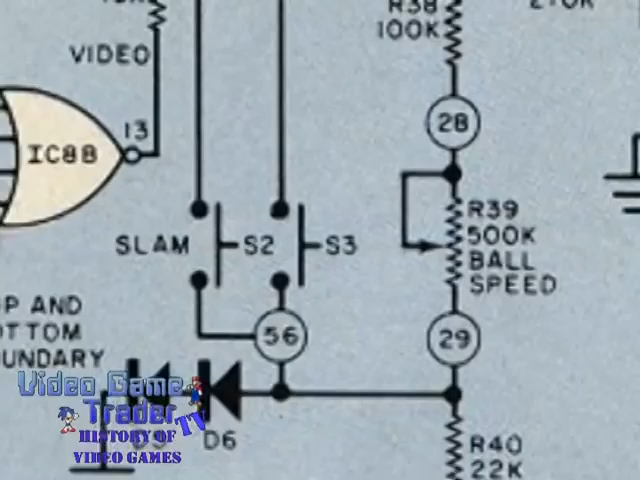 R38
100K
VIDEO
13
IC8B
28
R39
500K
BALL
SPEED
SLAM
S2
S3
56
29
P AND
OTTOM
UNDARY
D6
R40
22K
Video Game
Trader
TV
HISTORY OF
VIDEO GAMES